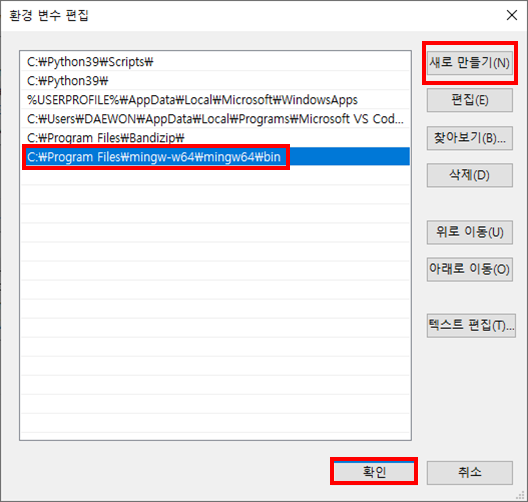 환경 변수 편집
C:₩Python39₩Scripts₩
C:₩Python39₩
%USERPROFILE%₩AppData₩Local₩Microsoft₩WindowsApps
C:₩Users₩DAEWON₩AppData₩Local₩Programs₩Microsoft VS Cod...
C:₩Program Files₩Bandizip₩
C:₩Program Files₩mingw-w64₩mingw64₩bin
새로 만들기(N)
편집(E)
찾아보기(B)...
삭제(D)
위로 이동(U)
아래로 이동(O)
텍스트 편집(T)...
확인
취소